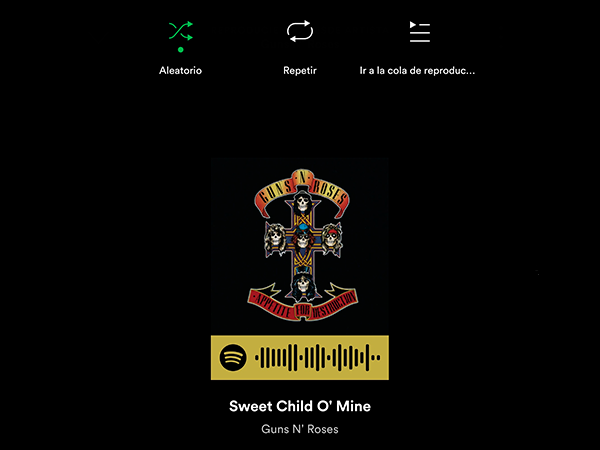 Aleatorio
Repetir
Ir a la cola de reproduc...
GUNS N' ROSES
APPETITE FOR DESTRUCTION
Sweet Child O' Mine
Guns N' Roses